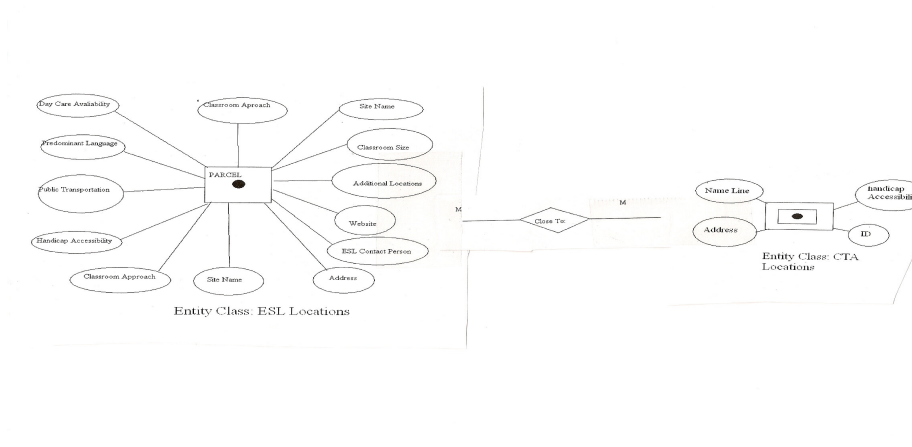 Day Care Avaliability
Classroom Aproach
Site Name
Predominant Language
Classroom Size
PARCEL
Additional Locations
Public Transportation
Website
Handicap Accessibility
ESL Contact Person
Classroom Approach
Site Name
Address
Entity Class: ESL Locations
M
Close To:
M
Name Line
handicap
Accessibili
Address
ID
Entity Class: CTA
Locations